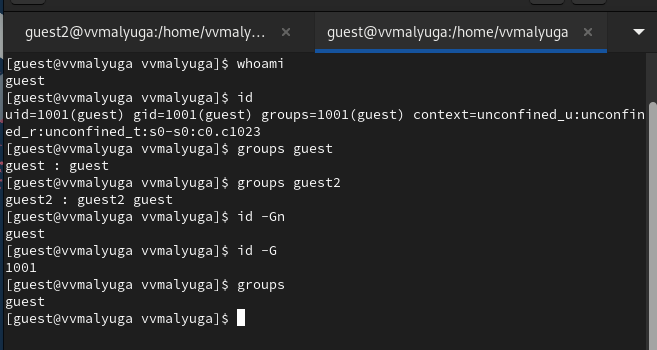 guest2@vvmalyuga:/home/vvmaly... × guest@vvmalyuga:/home/vvmalyuga ×
[guest@vvmalyuga vvmalyuga]$ whoami
guest
[guest@vvmalyuga vvmalyuga]$ id
uid=1001(guest) gid=1001(guest) groups=1001(guest) context=unconfined_u:unconfin
ed_r:unconfined_t:s0-s0:c0.c1023
[guest@vvmalyuga vvmalyuga]$ groups guest
guest : guest
[guest@vvmalyuga vvmalyuga]$ groups guest2
guest2 : guest2 guest
[guest@vvmalyuga vvmalyuga]$ id -Gn
guest
[guest@vvmalyuga vvmalyuga]$ id -G
1001
[guest@vvmalyuga vvmalyuga]$ groups
guest
[guest@vvmalyuga vvmalyuga]$